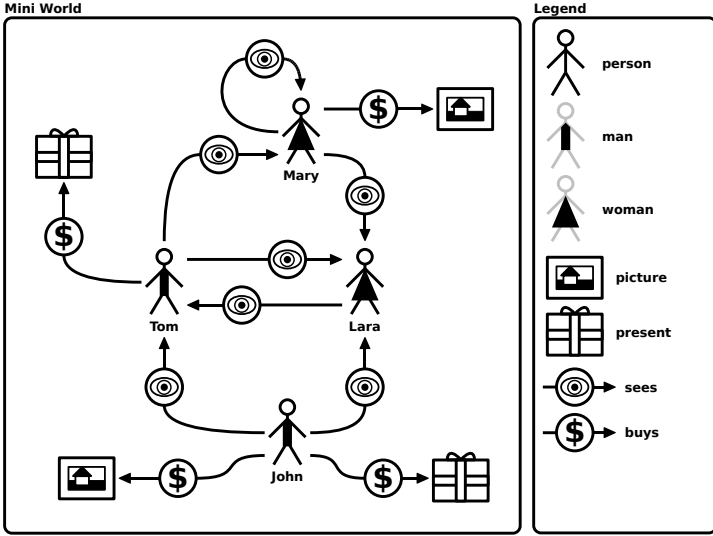 Mini World
Legend
person
man
woman
picture
present
sees
buys
$
Mary
$
Tom
Lara
$
$
John
$